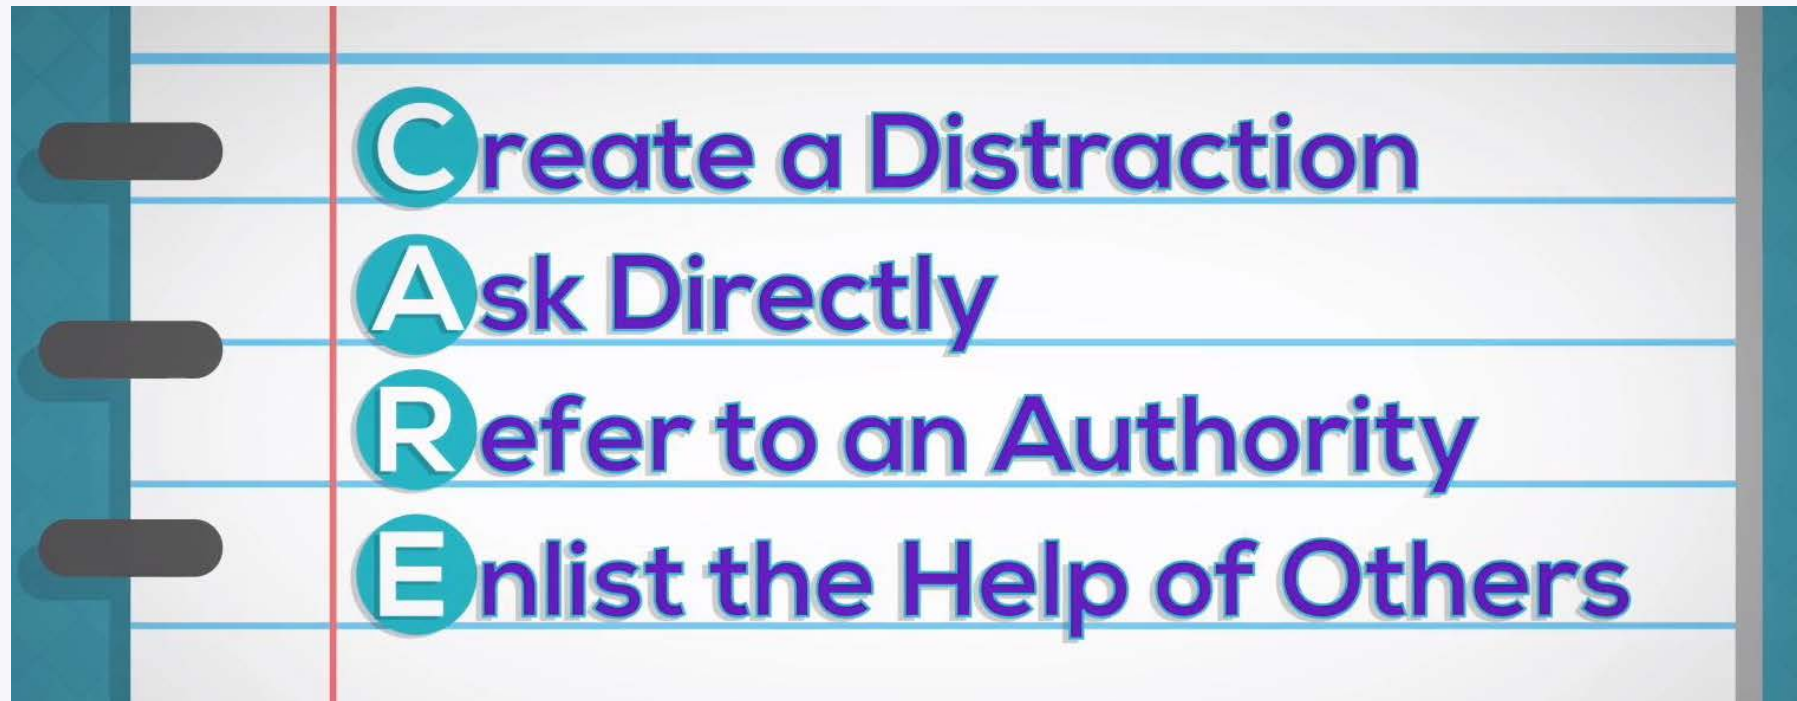 Create a Distraction
Ask Directly
Refer to an Authority
Enlist the Help of Others